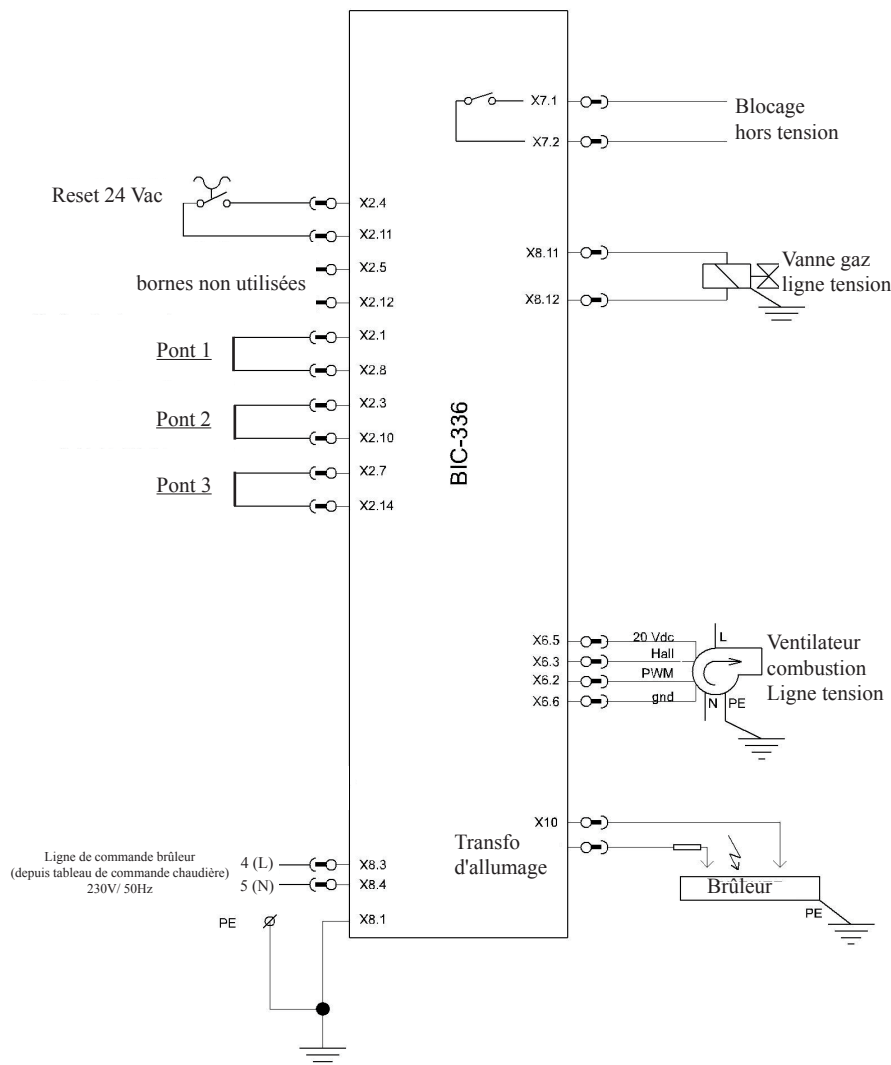 X7.1
X7.2
Blocage
hors tension
Reset 24 Vac
X2.4
X2.11
X2.5
bornes non utilisées
X2.12
X8.11
X8.12
Vanne gaz
ligne tension
Pont 1
X2.1
X2.8
Pont 2
X2.3
X2.10
Pont 3
X2.7
X2.14
BIC-336
X6.5
X6.3
X6.2
X6.6
20 Vdc
Hall
PWM
gnd
L
N
PE
Ventilateur
combustion
Ligne tension
X10
Transfo
d'allumage
Brûleur
PE
Ligne de commande brûleur
(depuis tableau de commande chaudière)
230V/ 50Hz
4 (L)
5 (N)
X8.3
X8.4
PE
X8.1